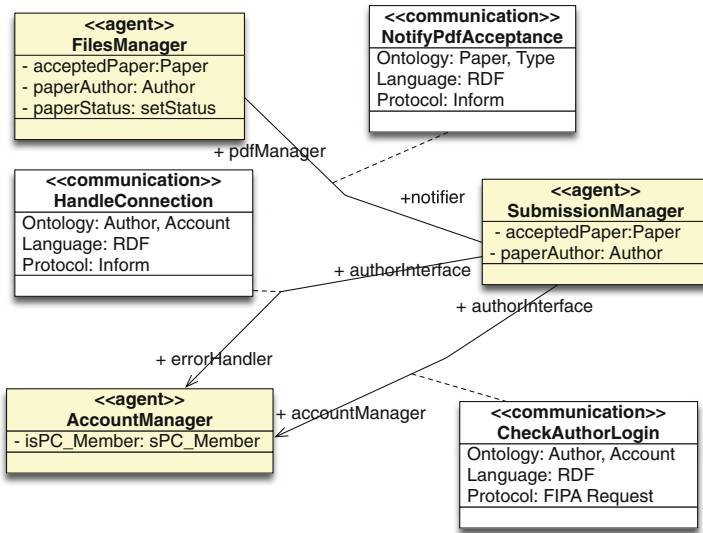 <<agent>>
FilesManager
- acceptedPaper:Paper
- paperAuthor: Author
- paperStatus: setStatus
<<communication>>
NotifyPdfAcceptance
Ontology: Paper, Type
Language: RDF
Protocol: Inform
+ pdfManager
<<communication>>
HandleConnection
Ontology: Author, Account
Language: RDF
Protocol: Inform
+notifier
<<agent>>
SubmissionManager
- acceptedPaper:Paper
- paperAuthor: Author
+ authorInterface
+ authorInterface
+ errorHandler
<<agent>>
AccountManager
- isPC_Member: sPC_Member
+ accountManager
<<communication>>
CheckAuthorLogin
Ontology: Author, Account
Language: RDF
Protocol: FIPA Request